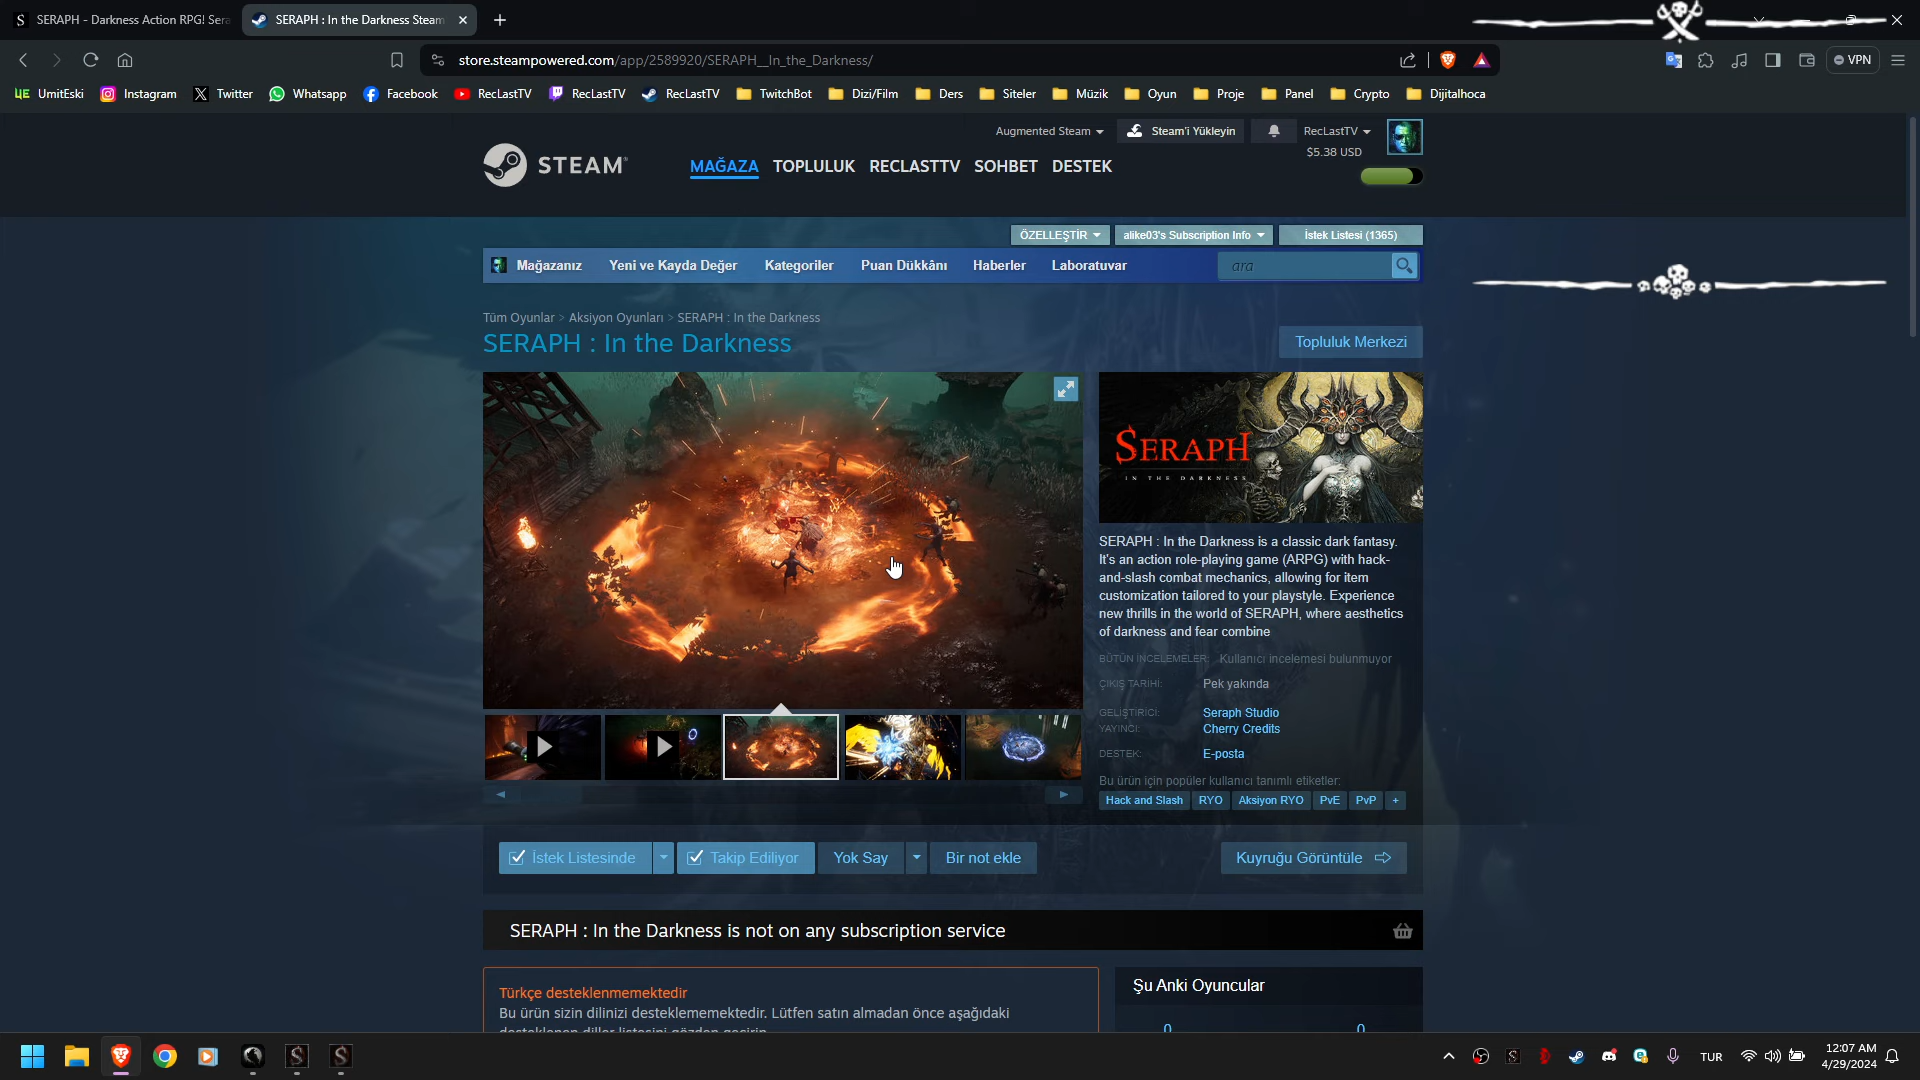 SERAPH - Darkness Action RPG! Sera
SERAPH : In the Darkness Steam
store.steampowered.com/app/2589920/SERAPH__In_the_Darkness/
VPN
UmitEski
Instagram
Twitter
Whatsapp
Facebook
RecLastTV
RecLastTV
RecLastTV
TwitchBot
Dizi/Film
Ders
Siteler
Müzik
Oyun
Proje
Panel
Crypto
Dijitalhoca
Augmented Steam
Steam'i Yükleyin
RecLastTV
$5.38 USD
STEAM
MAĞAZA
TOPLULUK
RECLASTTV
SOHBET
DESTEK
ÖZELLEŞTİR
alike03's Subscription Info
İstek Listesi (1365)
Mağazanız
Yeni ve Kayda Değer
Kategoriler
Puan Dükkânı
Haberler
Laboratuvar
ara
Tüm Oyunlar > Aksiyon Oyunları > SERAPH : In the Darkness
SERAPH : In the Darkness
Topluluk Merkezi
SERAPH
IN THE DARKNESS
SERAPH : In the Darkness is a classic dark fantasy.
It's an action role-playing game (ARPG) with hack-
and-slash combat mechanics, allowing for item
customization tailored to your playstyle. Experience
new thrills in the world of SERAPH, where aesthetics
of darkness and fear combine
BÜTÜN İNCELEMELER: Kullanıcı incelemesi bulunmuyor
ÇIKIŞ TARİHİ: Pek yakında
GELİŞTİRİCİ: Seraph Studio
YAYINCI: Cherry Credits
DESTEK: E-posta
Bu ürün için popüler kullanıcı tanımlı etiketler:
Hack and Slash
RYO
Aksiyon RYO
PvE
PvP
+
İstek Listesinde
Takip Ediliyor
Yok Say
Bir not ekle
Kuyruğu Görüntüle
SERAPH : In the Darkness is not on any subscription service
Türkçe desteklenmemektedir
Bu ürün sizin dilinizi desteklememektedir. Lütfen satın almadan önce aşağıdaki
desteklenen diller listesini gözden geçirin
Şu Anki Oyuncular
0
0
TUR
12:07 AM
4/29/2024